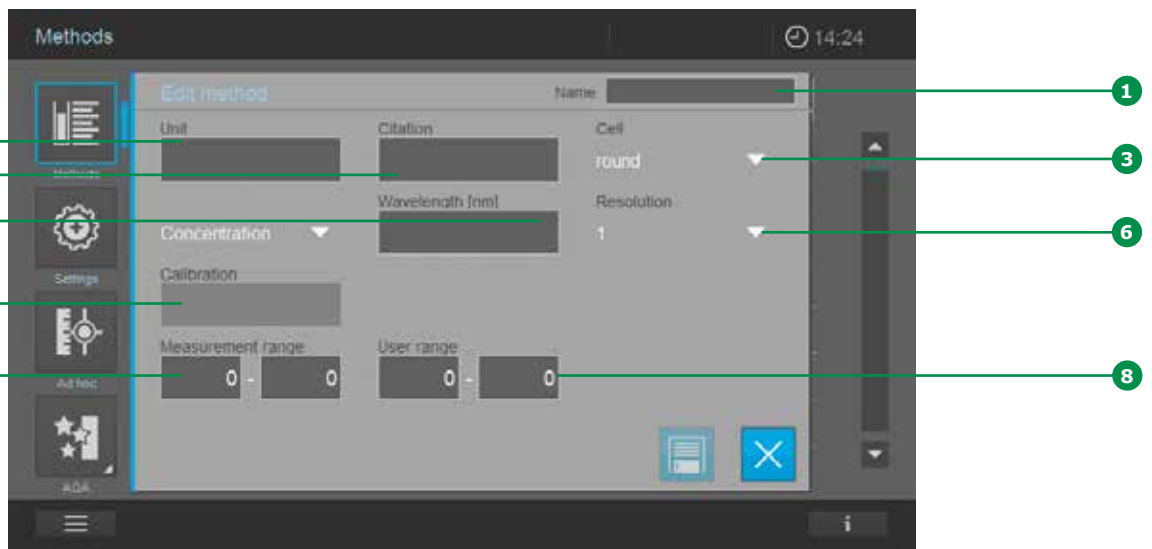 Methods
14:24
Edit method
Name
1
Unit
Citation
Cell
round
3
Methods
Wavelength [nm]
Resolution
Concentration
1
6
Settings
Calibration
Measurement range
User range
0 - 0
0 - 0
8
Ad hoc
AQA
i